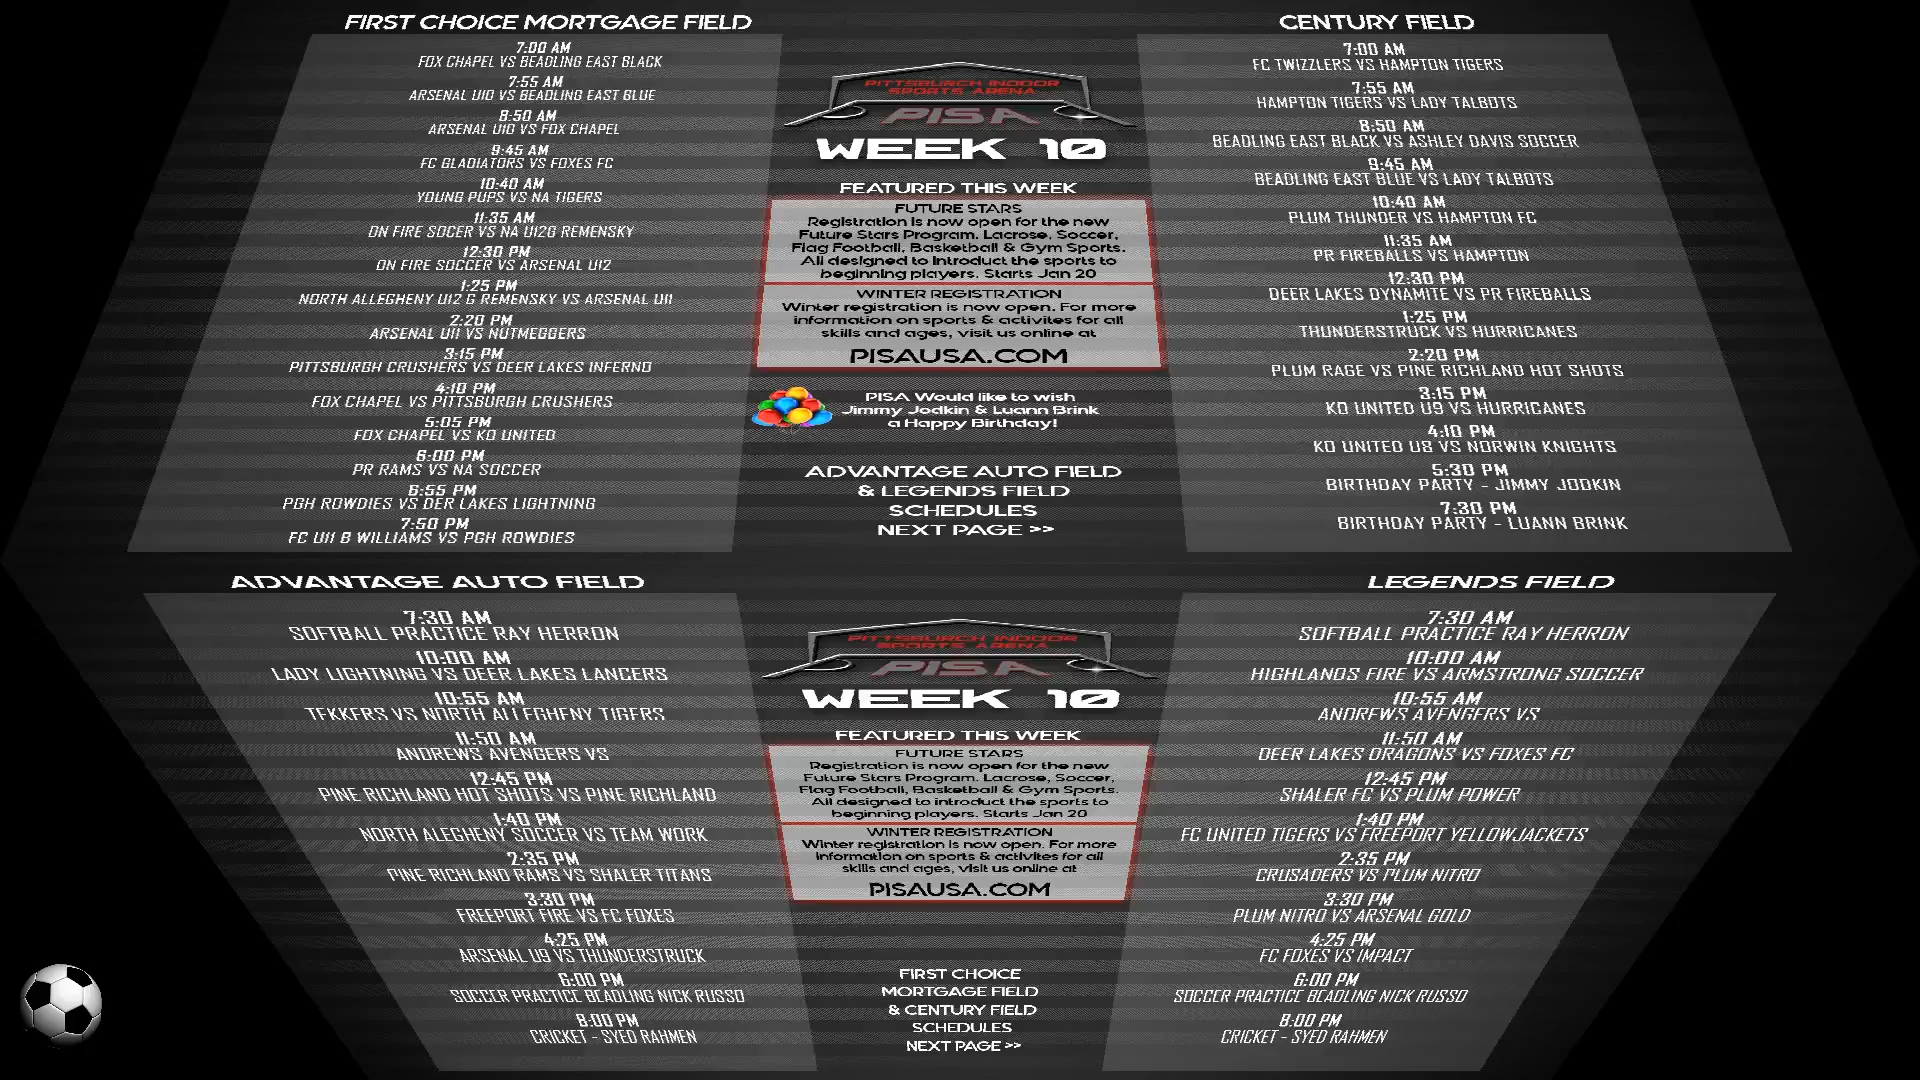 FIRST CHOICE MORTGAGE FIELD
7:00 AM
FOX CHAPEL VS BEADLING EAST BLACK
7:55 AM
ARSENAL U10 VS BEADLING EAST BLUE
8:50 AM
ARSENAL U10 VS FOX CHAPEL
9:45 AM
FC GLADIATORS VS FOXES FC
10:40 AM
YOUNG PUPS VS NA TIGERS
11:35 AM
ON FIRE SOCER VS NA U12G REMENSKY
12:30 PM
ON FIRE SOCCER VS ARSENAL U12
1:25 PM
NORTH ALLEGHENY U12 G REMENSKY VS ARSENAL U11
2:20 PM
ARSENAL U11 VS NUTMEGGERS
3:15 PM
PITTSBURGH CRUSHERS VS DEER LAKES INFERNO
4:10 PM
FOX CHAPEL VS PITTSBURGH CRUSHERS
5:05 PM
FOX CHAPEL VS KO UNITED
6:00 PM
PR RAMS VS NA SOCCER
6:55 PM
PGH ROWDIES VS DER LAKES LIGHTNING
7:50 PM
FC U11 B WILLIAMS VS PGH ROWDIES
PITTSBURGH INDOOR
SPORTS ARENA
PISA
WEEK 10
FEATURED THIS WEEK
FUTURE STARS
Registration is now open for the new
Future Stars Program. Lacrose, Soccer,
Flag Football, Basketball & Gym Sports.
All designed to introduct the sports to
beginning players. Starts Jan 20
WINTER REGISTRATION
Winter registration is now open. For more
information on sports & activites for all
skills and ages, visit us online at
PISAUSA.COM
PISA Would like to wish
Jimmy Jodkin & Luann Brink
a Happy Birthday!
ADVANTAGE AUTO FIELD
& LEGENDS FIELD
SCHEDULES
NEXT PAGE >>
CENTURY FIELD
7:00 AM
FC TWIZZLERS VS HAMPTON TIGERS
7:55 AM
HAMPTON TIGERS VS LADY TALBOTS
8:50 AM
BEADLING EAST BLACK VS ASHLEY DAVIS SOCCER
9:45 AM
BEADLING EAST BLUE VS LADY TALBOTS
10:40 AM
PLUM THUNDER VS HAMPTON FC
11:35 AM
PR FIREBALLS VS HAMPTON
12:30 PM
DEER LAKES DYNAMITE VS PR FIREBALLS
1:25 PM
THUNDERSTRUCK VS HURRICANES
2:20 PM
PLUM RAGE VS PINE RICHLAND HOT SHOTS
3:15 PM
KO UNITED U9 VS HURRICANES
4:10 PM
KO UNITED U8 VS NORWIN KNIGHTS
5:30 PM
BIRTHDAY PARTY - JIMMY JODKIN
7:30 PM
BIRTHDAY PARTY - LUANN BRINK
ADVANTAGE AUTO FIELD
7:30 AM
SOFTBALL PRACTICE RAY HERRON
10:00 AM
LADY LIGHTNING VS DEER LAKES LANCERS
10:55 AM
TEKKERS VS NORTH ALLEGHENY TIGERS
11:50 AM
ANDREWS AVENGERS VS
12:45 PM
PINE RICHLAND HOT SHOTS VS PINE RICHLAND
1:40 PM
NORTH ALEGHENY SOCCER VS TEAM WORK
2:35 PM
PINE RICHLAND RAMS VS SHALER TITANS
3:30 PM
FREEPORT FIRE VS FC FOXES
4:25 PM
ARSENAL U9 VS THUNDERSTRUCK
6:00 PM
SOCCER PRACTICE BEADLING NICK RUSSO
8:00 PM
CRICKET - SYED RAHMEN
PITTSBURGH INDOOR
SPORTS ARENA
PISA
WEEK 10
FEATURED THIS WEEK
FUTURE STARS
Registration is now open for the new
Future Stars Program. Lacrose, Soccer,
Flag Football, Basketball & Gym Sports.
All designed to introduct the sports to
beginning players. Starts Jan 20
WINTER REGISTRATION
Winter registration is now open. For more
information on sports & activites for all
skills and ages, visit us online at
PISAUSA.COM
FIRST CHOICE
MORTGAGE FIELD
& CENTURY FIELD
SCHEDULES
NEXT PAGE >>
LEGENDS FIELD
7:30 AM
SOFTBALL PRACTICE RAY HERRON
10:00 AM
HIGHLANDS FIRE VS ARMSTRONG SOCCER
10:55 AM
ANDREWS AVENGERS VS
11:50 AM
DEER LAKES DRAGONS VS FOXES FC
12:45 PM
SHALER FC VS PLUM POWER
1:40 PM
FC UNITED TIGERS VS FREEPORT YELLOWJACKETS
2:35 PM
CRUSADERS VS PLUM NITRO
3:30 PM
PLUM NITRO VS ARSENAL GOLD
4:25 PM
FC FOXES VS IMPACT
6:00 PM
SOCCER PRACTICE BEADLING NICK RUSSO
8:00 PM
CRICKET - SYED RAHMEN